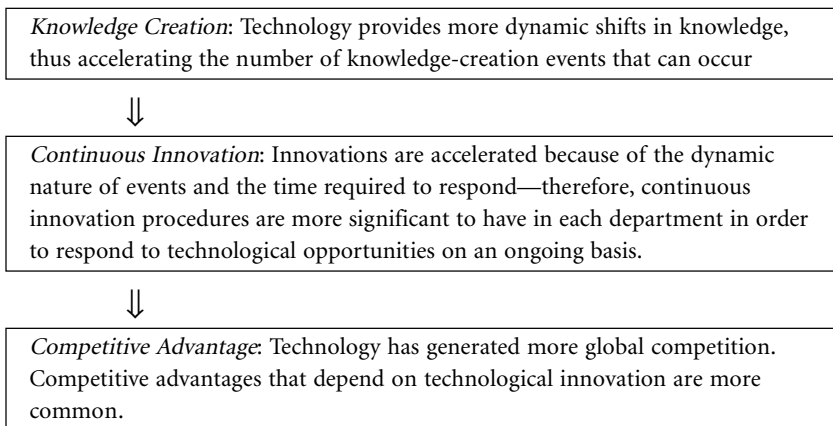 Knowledge Creation: Technology provides more dynamic shifts in knowledge,
thus accelerating the number of knowledge-creation events that can occur
⇓
Continuous Innovation: Innovations are accelerated because of the dynamic
nature of events and the time required to respond—therefore, continuous
innovation procedures are more significant to have in each department in order
to respond to technological opportunities on an ongoing basis.
⇓
Competitive Advantage: Technology has generated more global competition.
Competitive advantages that depend on technological innovation are more
common.